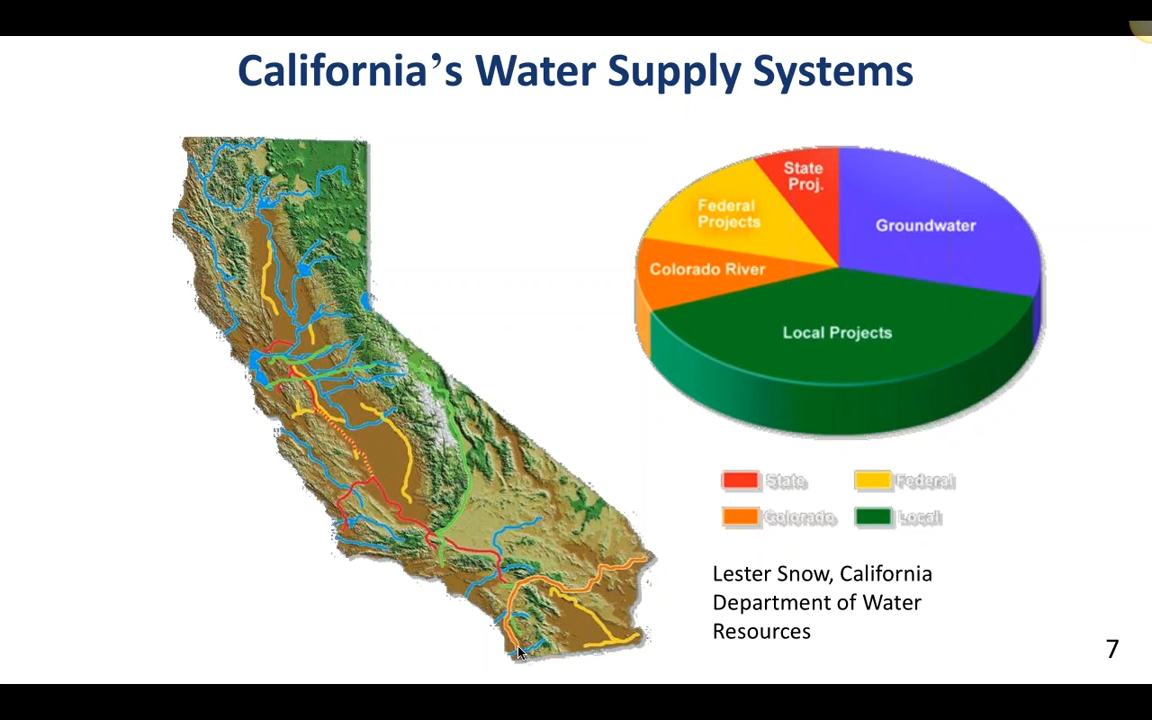 California’s Water Supply Systems
State
Proj.
Federal
Projects
Groundwater
Colorado River
Local Projects
State
Federal
Colorado
Local
Lester Snow, California
Department of Water
Resources
7